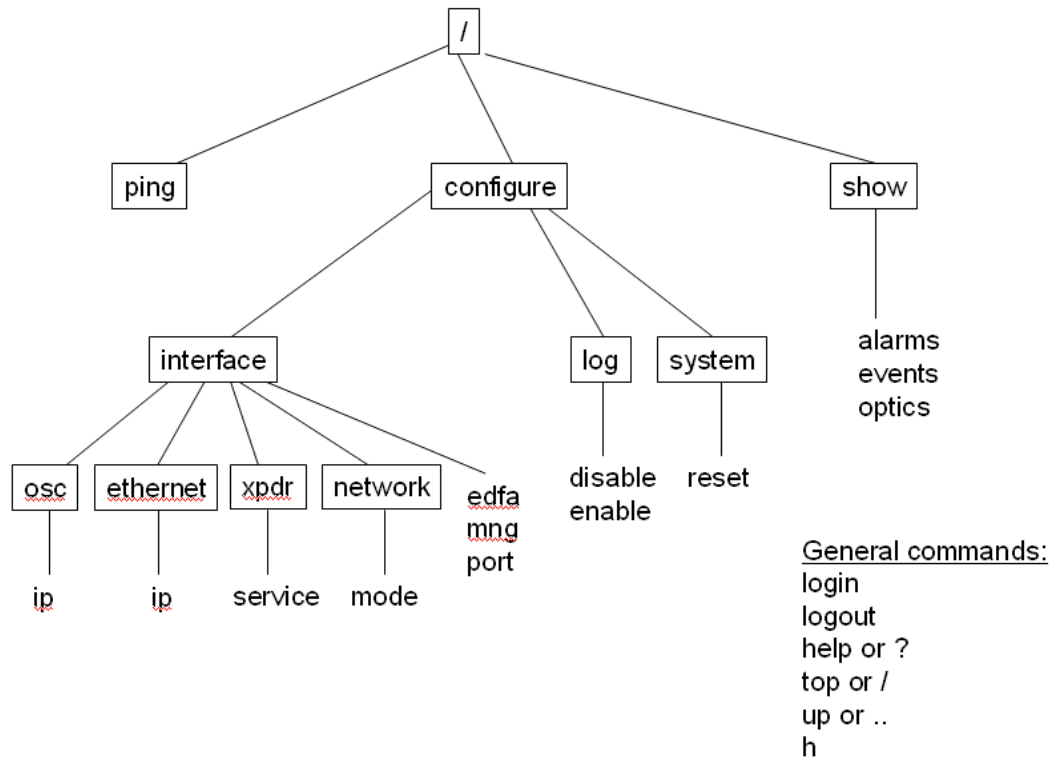 /
ping
configure
show
interface
log
system
alarms
events
optics
osc
ethernet
xpdr
network
edfa
mng
port
disable
enable
reset
ip
ip
service
mode
General commands:
login
logout
help or ?
top or /
up or ..
h